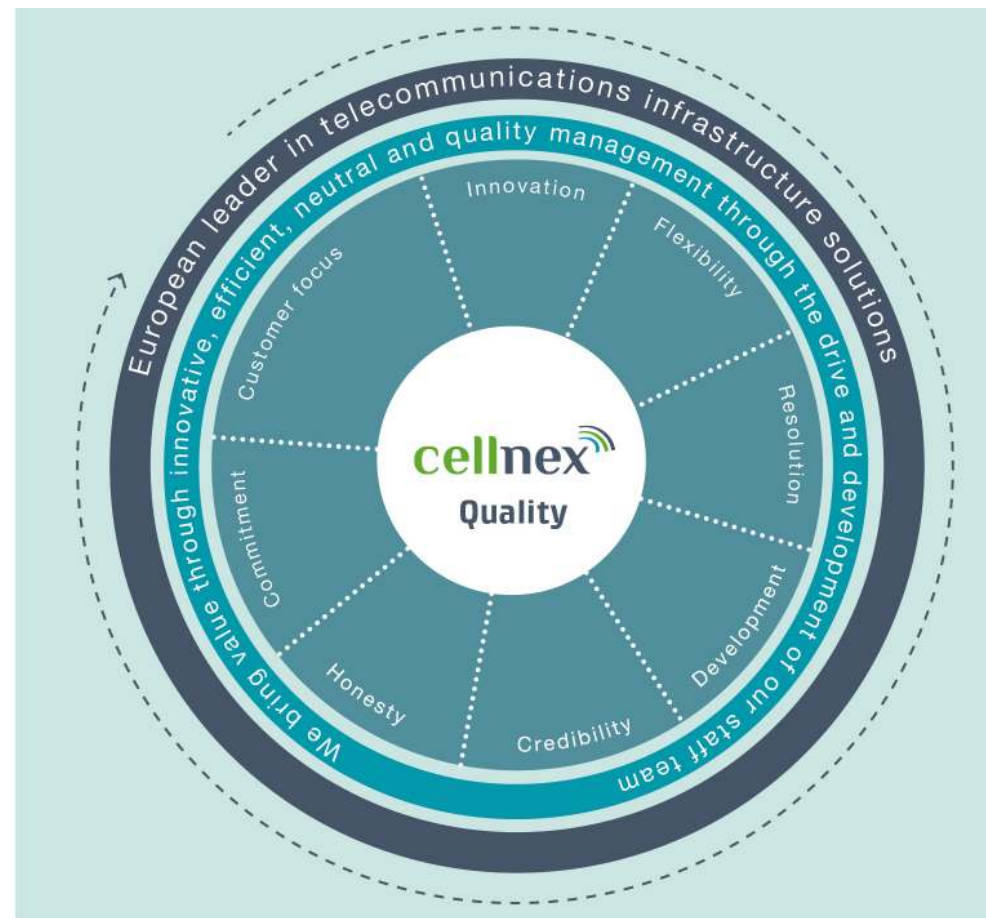 European leader in telecommunications infrastructure solutions
We bring value through innovative, efficient, neutral and quality management through the drive and development of our staff team
Innovation
Flexibility
Resolution
Development
Credibility
Honesty
Commitment
Customer focus
cellnex
Quality